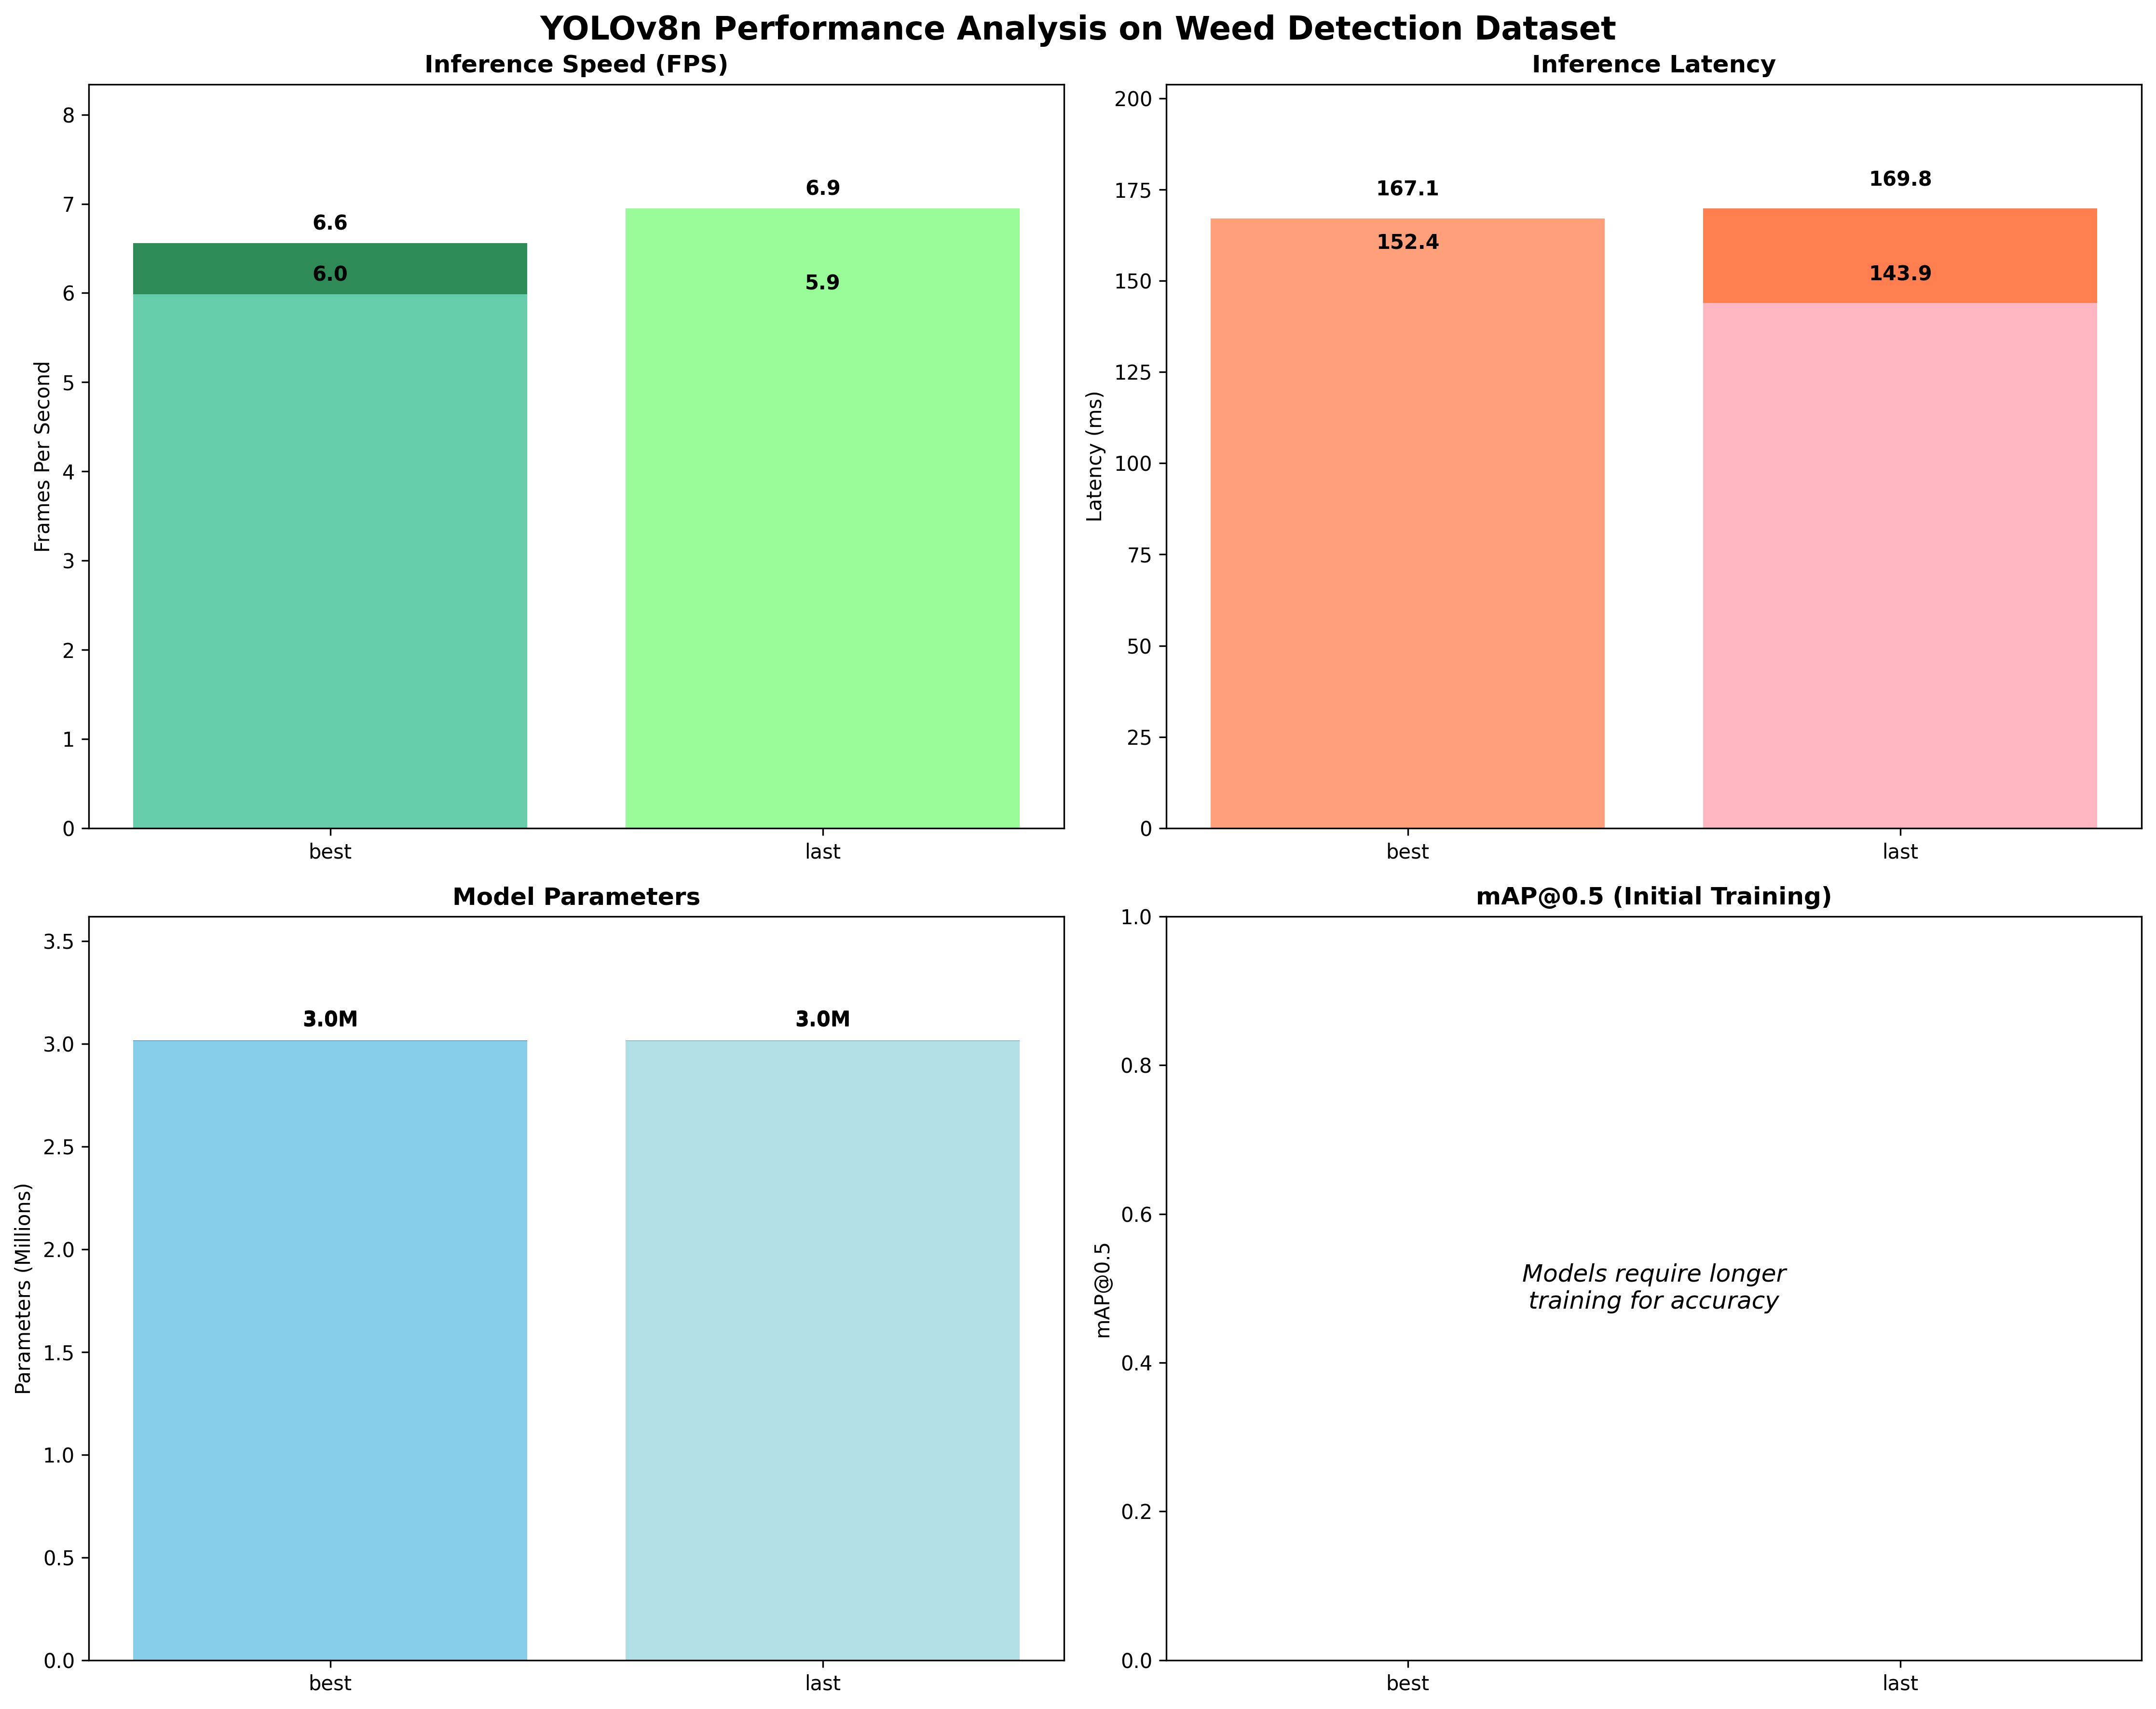 YOLOv8n Performance Analysis on Weed Detection Dataset
Inference Speed (FPS)
Frames Per Second
8
7
6
5
4
3
2
1
0
6.6
6.0
6.9
5.9
best
last
Inference Latency
Latency (ms)
200
175
150
125
100
75
50
25
0
167.1
152.4
169.8
143.9
best
last
Model Parameters
Parameters (Millions)
3.5
3.0
2.5
2.0
1.5
1.0
0.5
0.0
3.0M
3.0M
best
last
mAP@0.5 (Initial Training)
mAP@0.5
1.0
0.8
0.6
0.4
0.2
0.0
Models require longer
training for accuracy
best
last